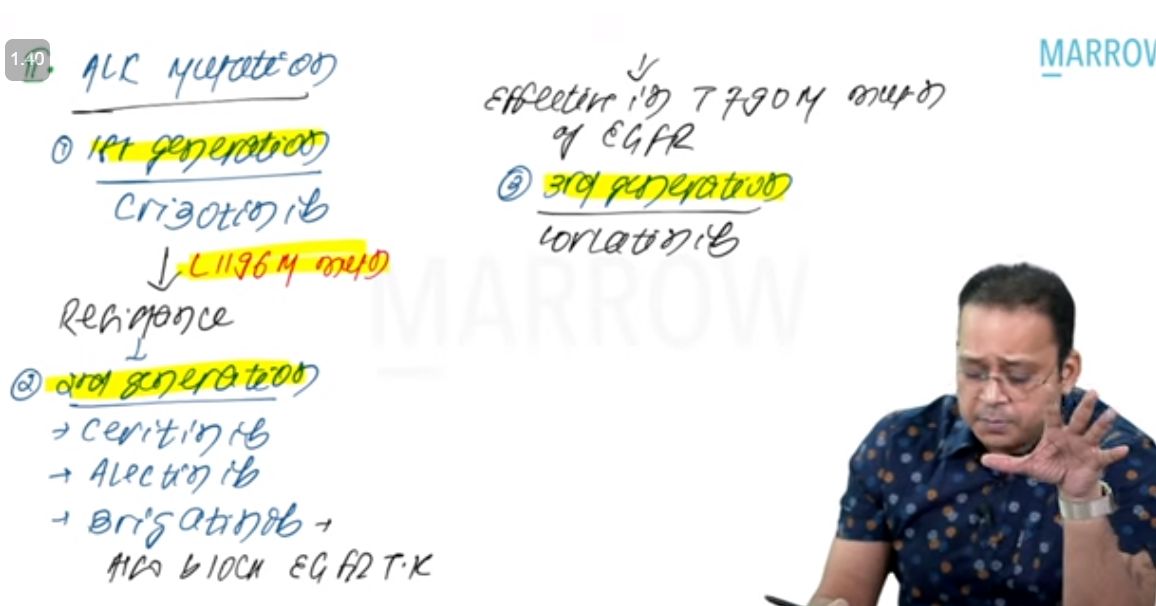 1.40
II. ALK mutation
① 1st generation
Crizotinib
L1196M mutn
Resistance
② 2nd generation
→ Ceritinib
→ Alectinib
→ Brigatinib →
Also block EGFR T.K
Effective in T790M mutn
of EGFR
③ 3rd generation
Lorlatinib
MARROW
MARROW